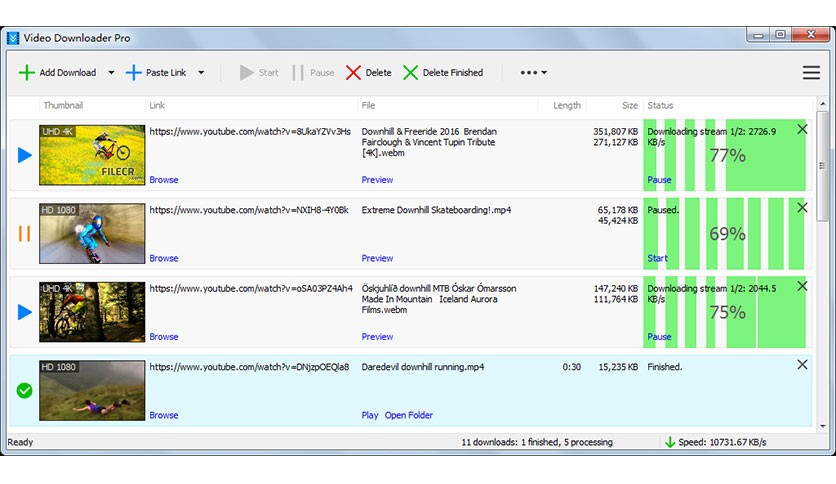 Video Downloader Pro
Add Download Paste Link Start Pause Delete Delete Finished
Thumbnail Link File Length Size Status
UHD 4K
FILECR
.COM
https://www.youtube.com/watch?v=8UkaYZVv3Hs
Browse
Downhill & Freeride 2016 Brendan
Fairclough & Vincent Tupin Tribute
[4K].webm
Preview
351,807 KB
271,127 KB
Downloading stream 1/2: 2726.9
KB/s
77%
Pause
HD 1080
https://www.youtube.com/watch?v=NXIH8-4Y0Bk
Browse
Extreme Downhill Skateboarding!.mp4
Preview
65,178 KB
45,424 KB
Paused.
69%
Start
UHD 4K
https://www.youtube.com/watch?v=oSA03PZ4Ah4
Browse
Öskjuhlíð downhill MTB Óskar Ómarsson
Made In Mountain Iceland Aurora
Films.webm
Preview
147,240 KB
111,764 KB
Downloading stream 1/2: 2044.5
KB/s
75%
Pause
HD 1080
https://www.youtube.com/watch?v=DNjzpOEQla8
Browse
Daredevil downhill running.mp4
Play Open Folder
0:30
15,235 KB
Finished.
Ready
11 downloads: 1 finished, 5 processing
Speed: 10731.67 KB/s